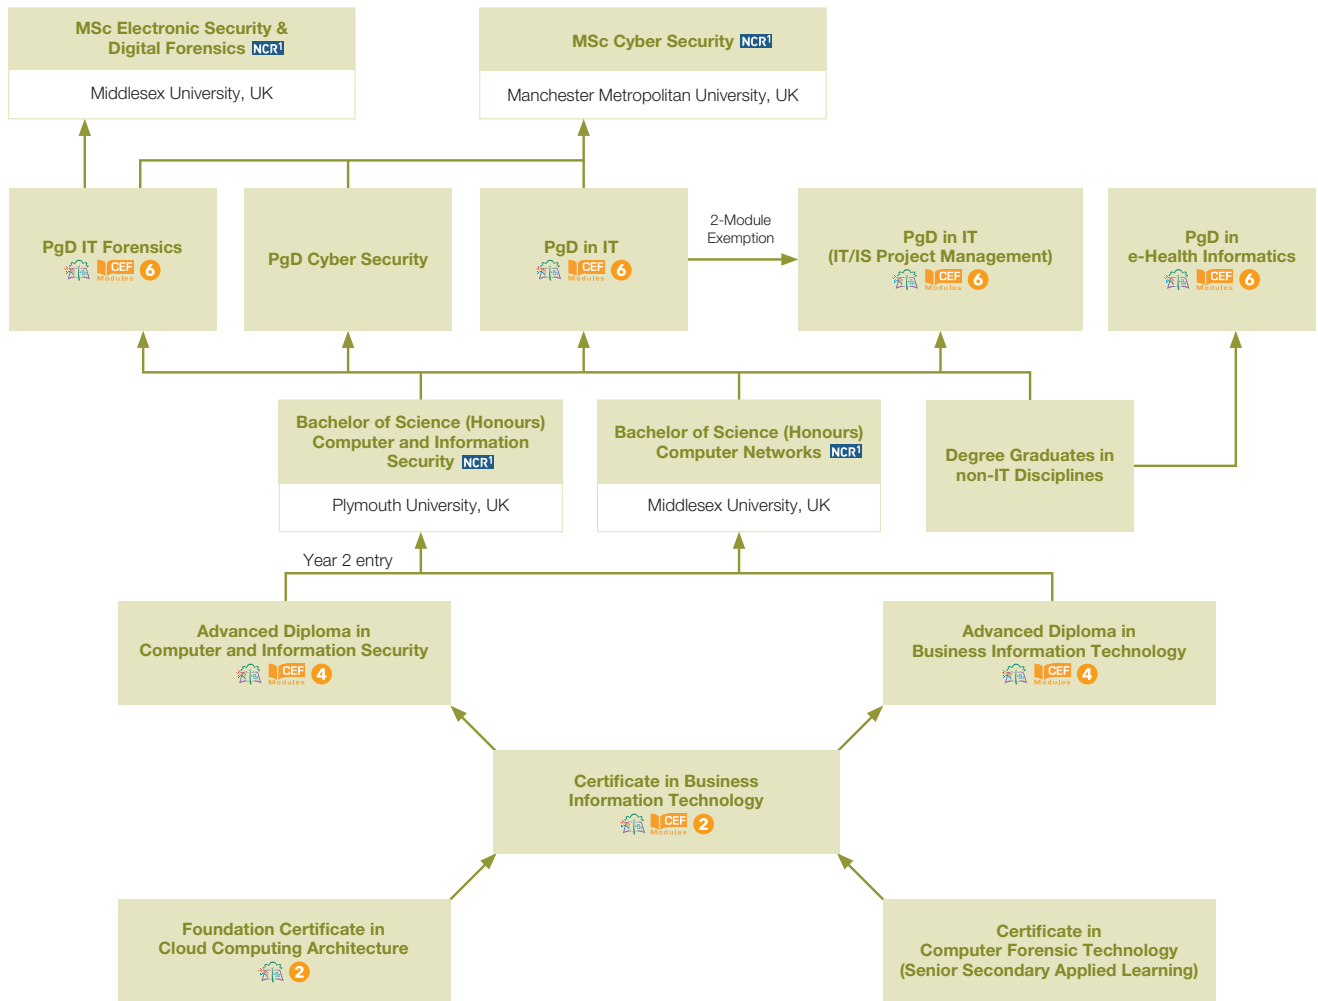 MSc Electronic Security &
Digital Forensics NCR1
Middlesex University, UK
MSc Cyber Security NCR1
Manchester Metropolitan University, UK
PgD IT Forensics
CEF Modules 6
PgD Cyber Security
PgD in IT
CEF Modules 6
2-Module
Exemption
PgD in IT
(IT/IS Project Management)
CEF Modules 6
PgD in
e-Health Informatics
CEF Modules 6
Bachelor of Science (Honours)
Computer and Information
Security NCR1
Plymouth University, UK
Bachelor of Science (Honours)
Computer Networks NCR1
Middlesex University, UK
Degree Graduates in
non-IT Disciplines
Year 2 entry
Advanced Diploma in
Computer and Information Security
CEF Modules 4
Advanced Diploma in
Business Information Technology
CEF Modules 4
Certificate in Business
Information Technology
CEF Modules 2
Foundation Certificate in
Cloud Computing Architecture
2
Certificate in
Computer Forensic Technology
(Senior Secondary Applied Learning)